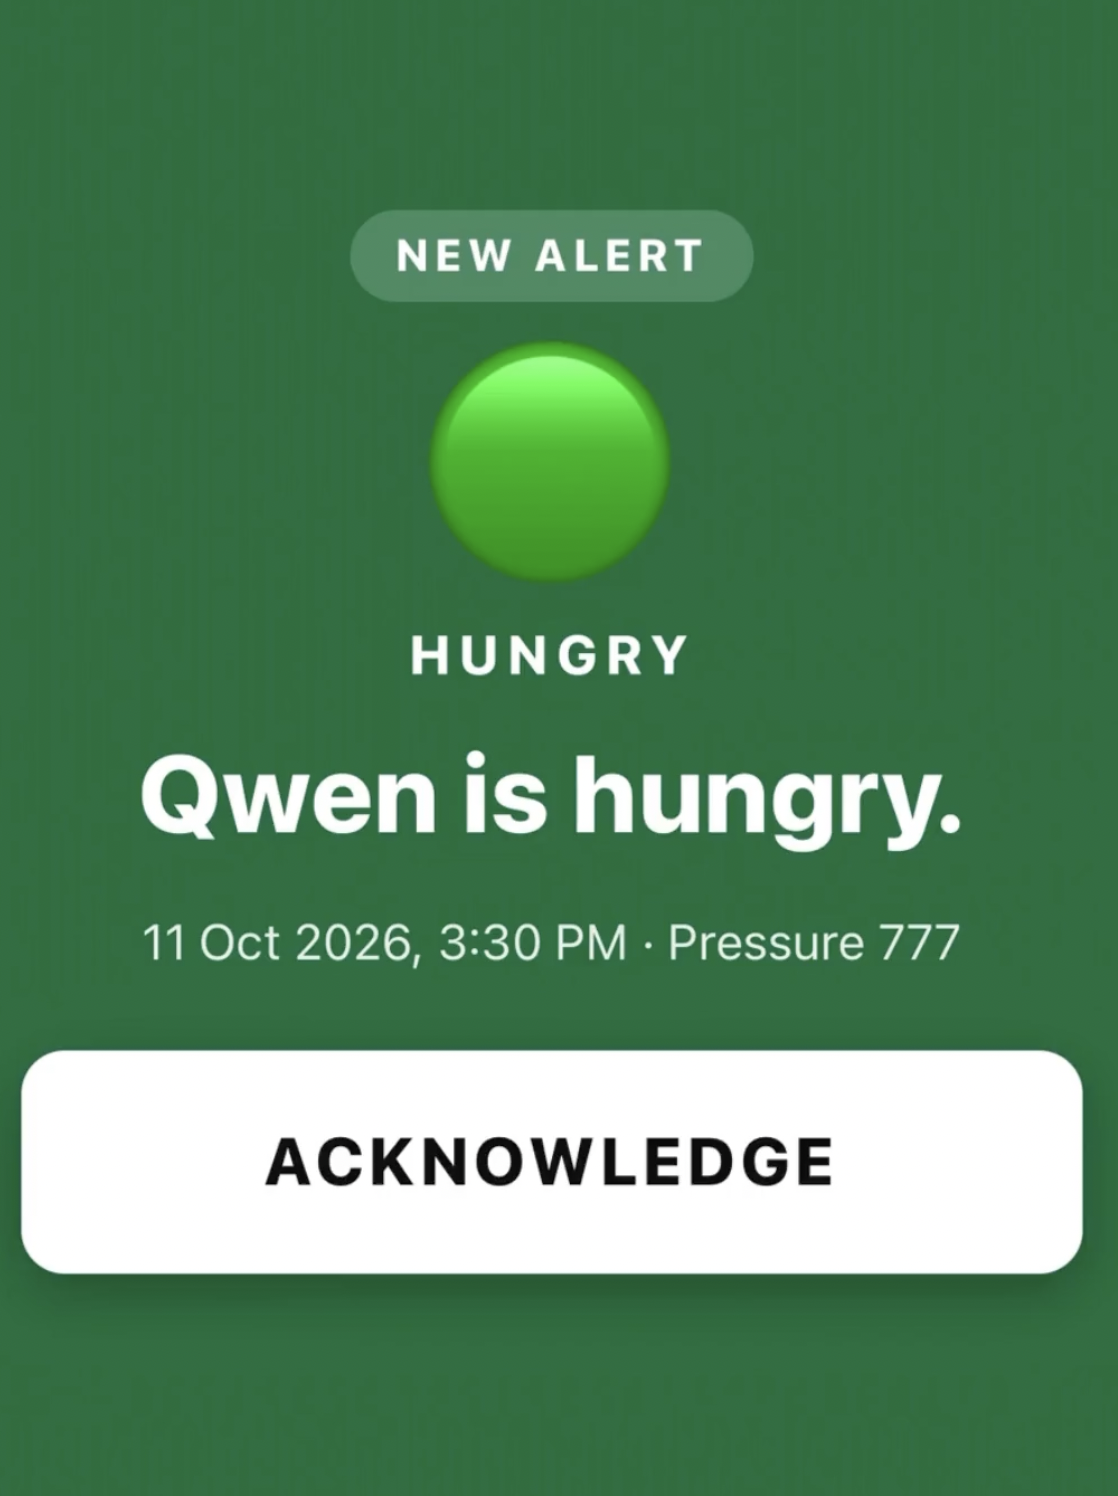 NEW ALERT
HUNGRY
Qwen is hungry.
11 Oct 2026, 3:30 PM · Pressure 777
ACKNOWLEDGE